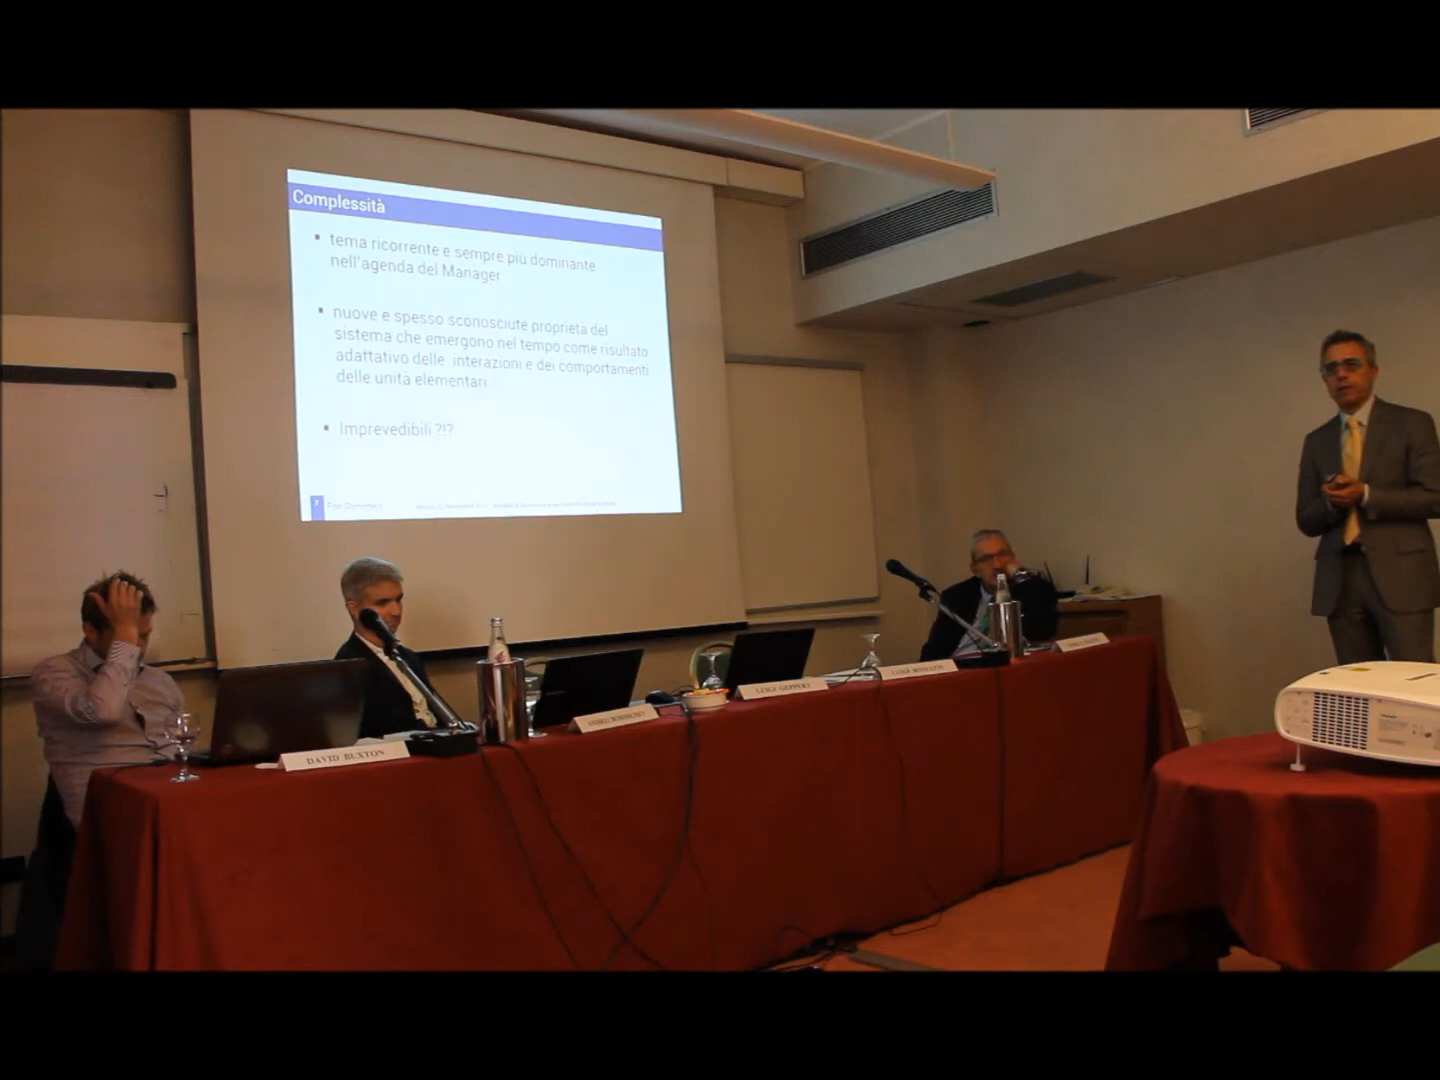 Complessità
▪ tema ricorrente e sempre più dominante
nell'agenda del Manager
▪ nuove e spesso sconosciute proprietà del
sistema che emergono nel tempo come risultato
adattativo delle interazioni e dei comportamenti
delle unità elementari
▪ Imprevedibili ?!?
7
DAVID BUXTON
LUIGI GEPPERT